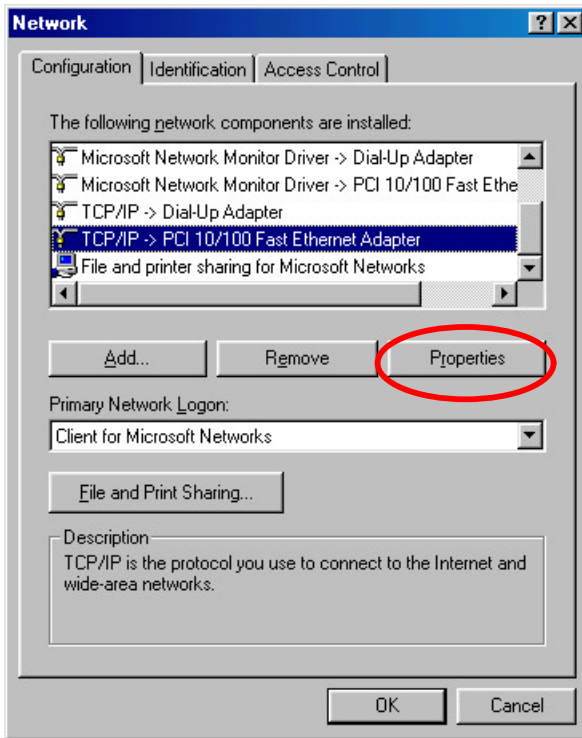 Network
Configuration Identification Access Control
The following network components are installed:
Microsoft Network Monitor Driver -> Dial-Up Adapter
Microsoft Network Monitor Driver -> PCI 10/100 Fast Ethe
TCP/IP -> Dial-Up Adapter
TCP/IP -> PCI 10/100 Fast Ethernet Adapter
File and printer sharing for Microsoft Networks
Add... Remove Properties
Primary Network Logon:
Client for Microsoft Networks
File and Print Sharing...
Description
TCP/IP is the protocol you use to connect to the Internet and
wide-area networks.
OK Cancel